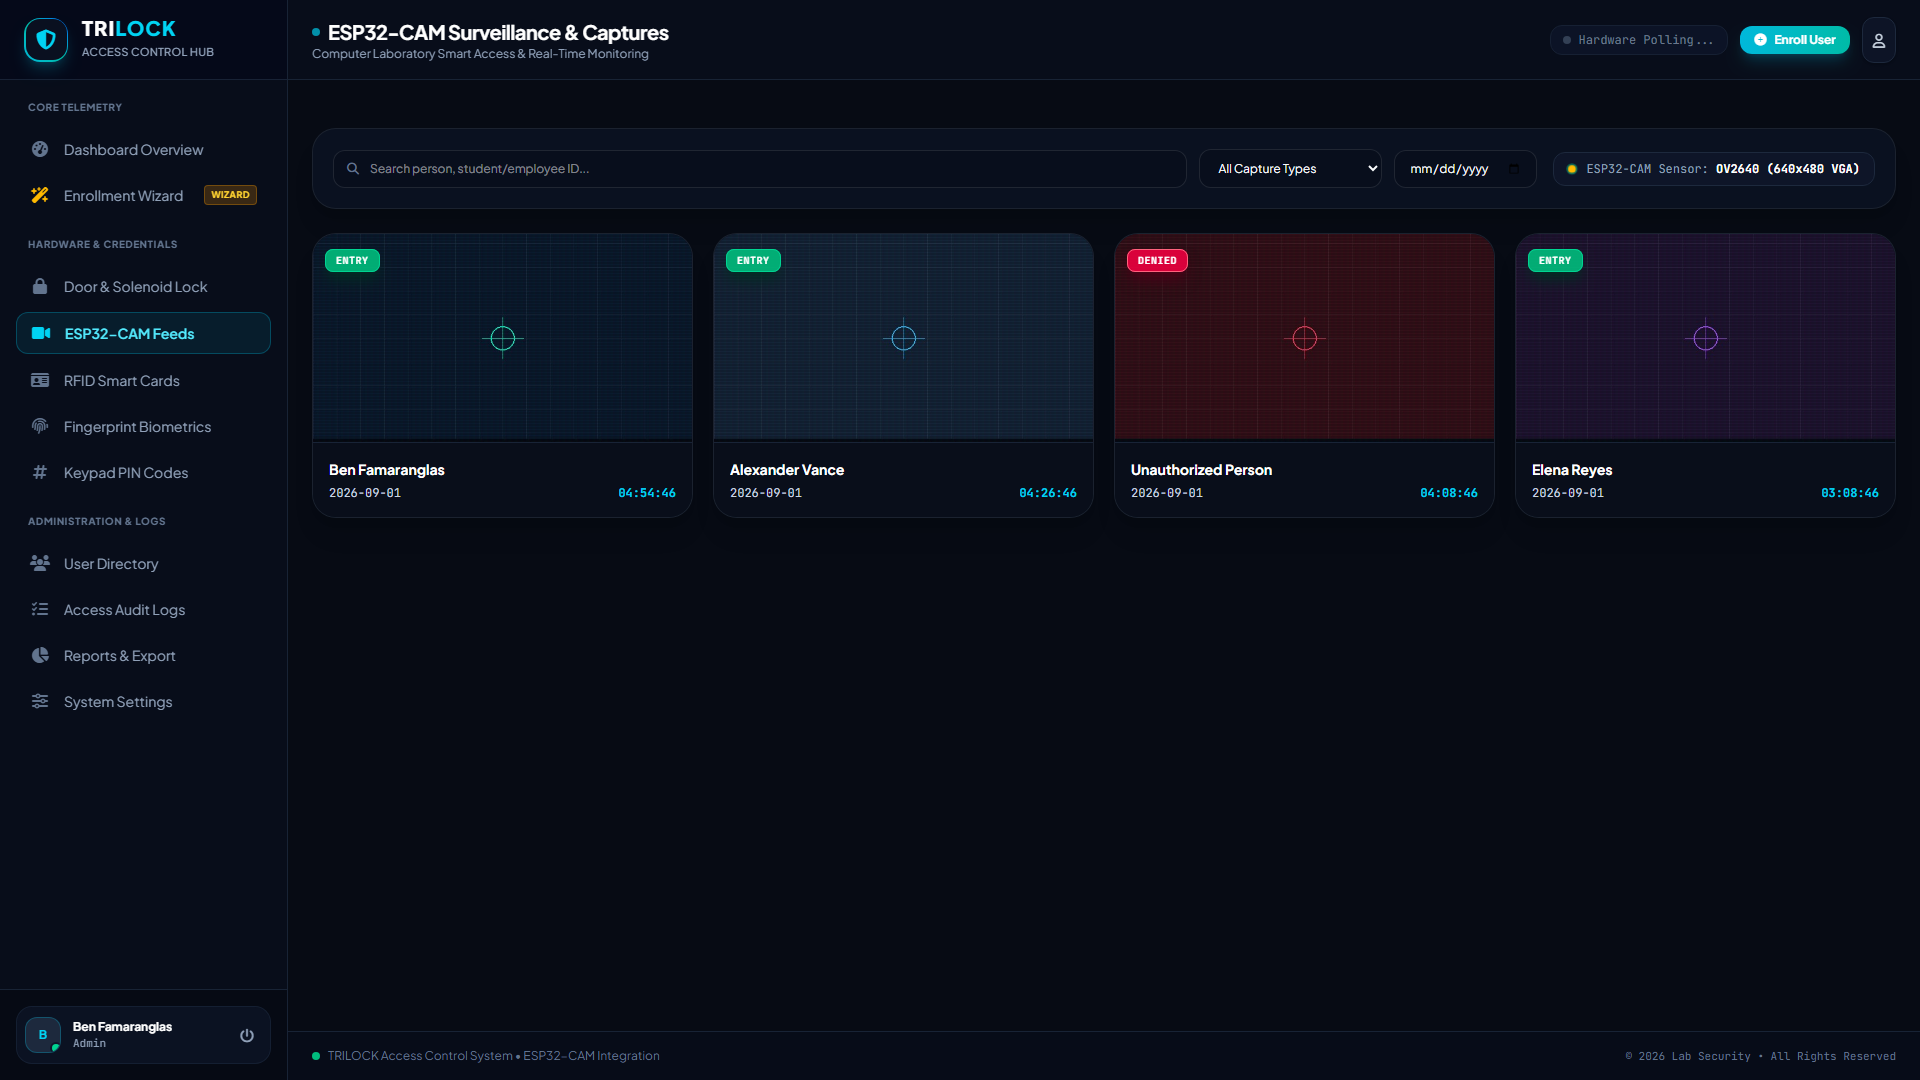 TRILOCK
ACCESS CONTROL HUB
CORE TELEMETRY
Dashboard Overview
Enrollment Wizard WIZARD
HARDWARE & CREDENTIALS
Door & Solenoid Lock
ESP32-CAM Feeds
RFID Smart Cards
Fingerprint Biometrics
Keypad PIN Codes
ADMINISTRATION & LOGS
User Directory
Access Audit Logs
Reports & Export
System Settings
B
Ben Famaranglas
Admin
ESP32-CAM Surveillance & Captures
Computer Laboratory Smart Access & Real-Time Monitoring
Hardware Polling...
Enroll User
Search person, student/employee ID...
All Capture Types
mm/dd/yyyy
ESP32-CAM Sensor: OV2640 (640x480 VGA)
ENTRY
Ben Famaranglas
2026-09-01 04:54:46
ENTRY
Alexander Vance
2026-09-01 04:26:46
DENIED
Unauthorized Person
2026-09-01 04:08:46
ENTRY
Elena Reyes
2026-09-01 03:08:46
TRILOCK Access Control System • ESP32-CAM Integration
© 2026 Lab Security • All Rights Reserved